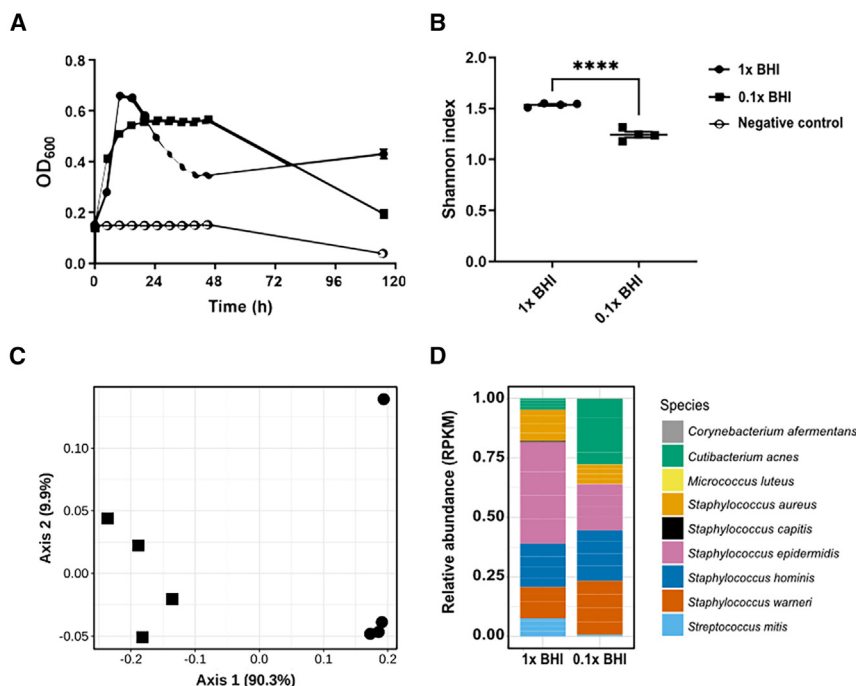 A
OD600
0.8
0.6
0.4
0.2
0.0
0 24 48 72 96 120
Time (h)
B
Shannon index
2.0
1.5
1.0
0.5
0.0
****
1x BHI
0.1x BHI
1x BHI
0.1x BHI
Negative control
C
Axis 2 (9.9%)
0.10
0.05
0.00
-0.05
-0.2 -0.1 0.0 0.1 0.2
Axis 1 (90.3%)
D
Relative abundance (RPKM)
1.00
0.75
0.50
0.25
0.00
1x BHI 0.1x BHI
Species
Corynebacterium afermentans
Cutibacterium acnes
Micrococcus luteus
Staphylococcus aureus
Staphylococcus capitis
Staphylococcus epidermidis
Staphylococcus hominis
Staphylococcus warneri
Streptococcus mitis